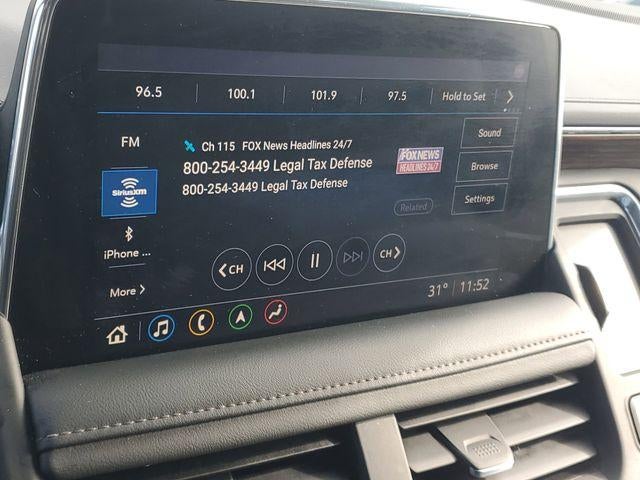 96.5 100.1 101.9 97.5 Hold to Set
FM
Ch 115 FOX News Headlines 24/7
800-254-3449 Legal Tax Defense
800-254-3449 Legal Tax Defense
FOX NEWS
HEADLINES 24/7
Sound
Browse
Settings
Related
SiriusXM
iPhone ...
More
CH
CH
31° 11:52